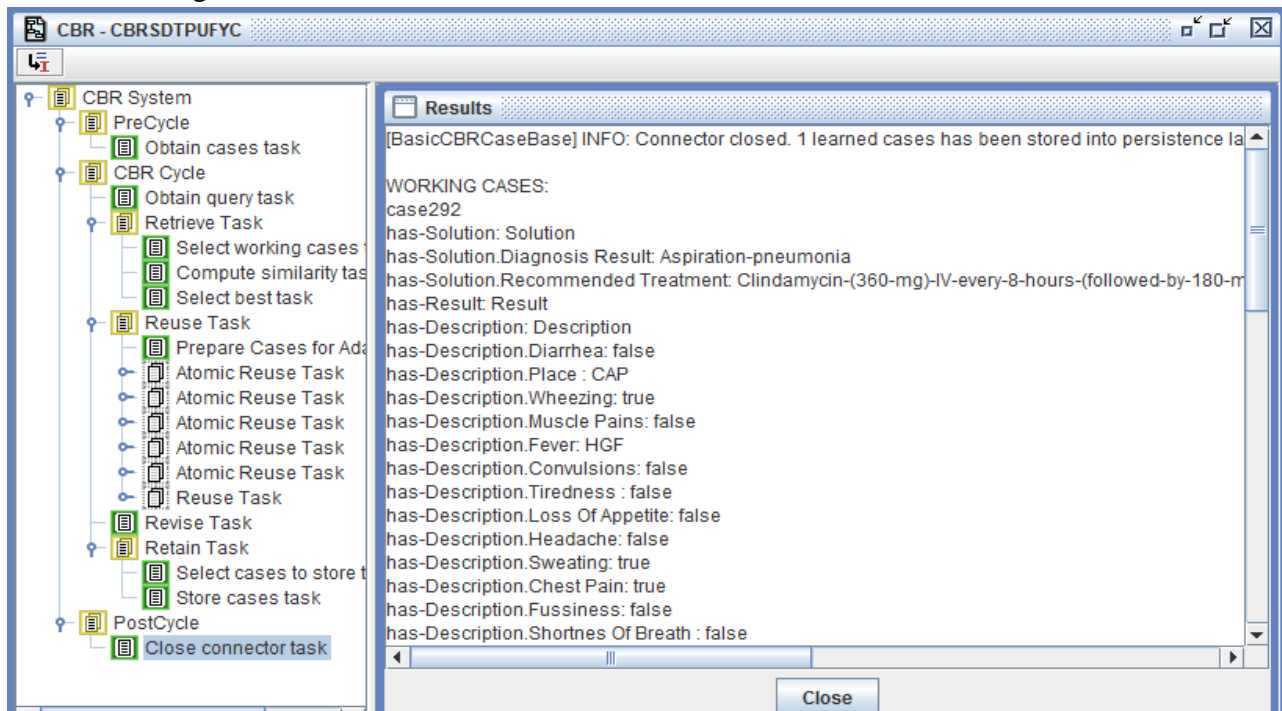 CBR - CBRSDTPUFYC
CBR System
PreCycle
Obtain cases task
CBR Cycle
Obtain query task
Retrieve Task
Select working cases
Compute similarity tas
Select best task
Reuse Task
Prepare Cases for Ada
Atomic Reuse Task
Atomic Reuse Task
Atomic Reuse Task
Atomic Reuse Task
Atomic Reuse Task
Reuse Task
Revise Task
Retain Task
Select cases to store t
Store cases task
PostCycle
Close connector task
Results
[BasicCBRCaseBase] INFO: Connector closed. 1 learned cases has been stored into persistence la
WORKING CASES:
case292
has-Solution: Solution
has-Solution.Diagnosis Result: Aspiration-pneumonia
has-Solution.Recommended Treatment: Clindamycin-(360-mg)-IV-every-8-hours-(followed-by-180-m
has-Result: Result
has-Description: Description
has-Description.Diarrhea: false
has-Description.Place : CAP
has-Description.Wheezing: true
has-Description.Muscle Pains: false
has-Description.Fever: HGF
has-Description.Convulsions: false
has-Description.Tiredness : false
has-Description.Loss Of Appetite: false
has-Description.Headache: false
has-Description.Sweating: true
has-Description.Chest Pain: true
has-Description.Fussiness: false
has-Description.Shortnes Of Breath : false
Close